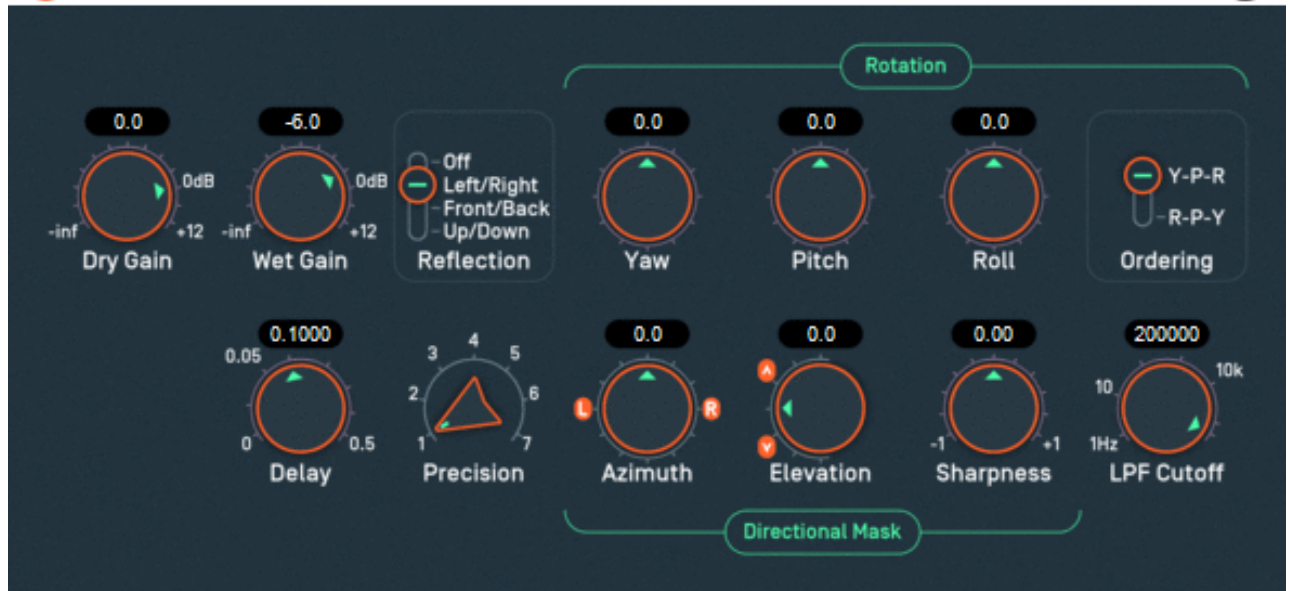 Rotation
0.0
-6.0
0.0
0.0
0.0
Off
Left/Right
Front/Back
Up/Down
0dB
-inf
+12
0dB
-inf
+12
Y-P-R
R-P-Y
Dry Gain
Wet Gain
Reflection
Yaw
Pitch
Roll
Ordering
0.1000
0.0
0.0
0.00
200000
0.05
0
0.5
1
2
3
4
5
6
7
L
R
-1
+1
10
10k
1Hz
Delay
Precision
Azimuth
Elevation
Sharpness
LPF Cutoff
Directional Mask